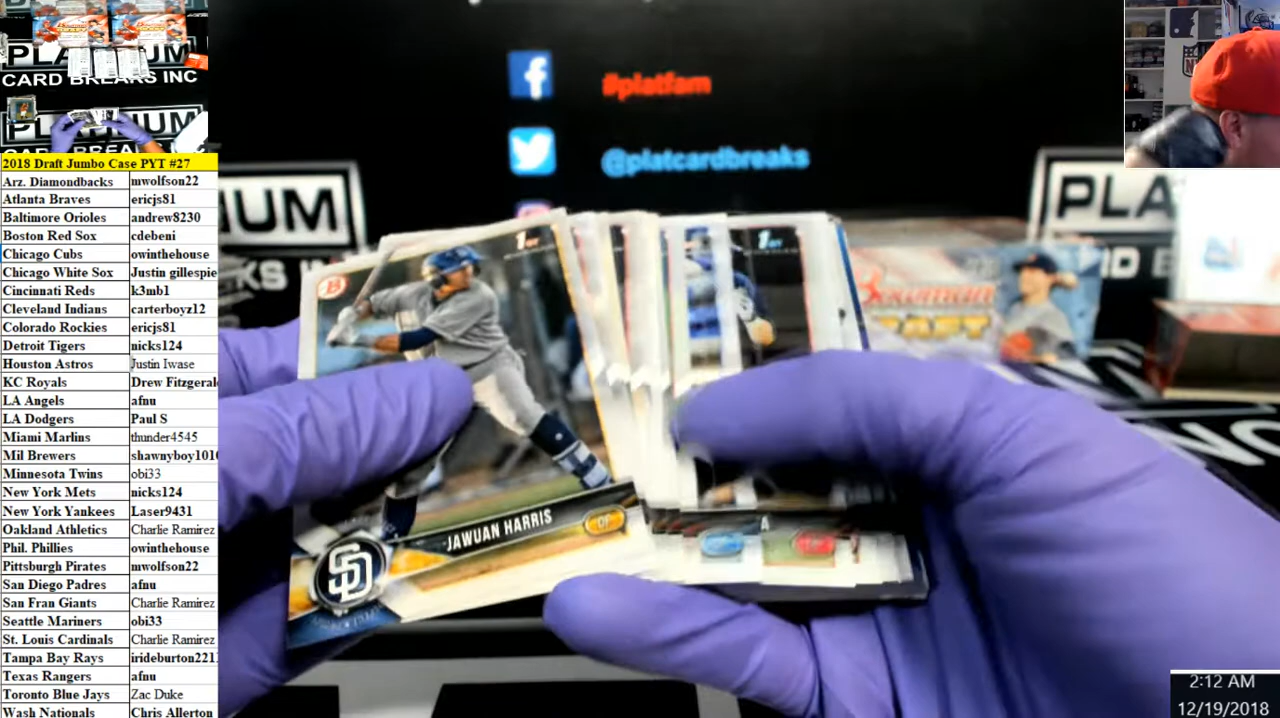 PLATINUM
CARD BREAKS INC
2018 Draft Jumbo Case PYT #27
Arz. Diamondbacks mwolfson22
Atlanta Braves ericjs81
Baltimore Orioles andrew8230
Boston Red Sox cdebeni
Chicago Cubs owinthehouse
Chicago White Sox Justin gillespie
Cincinnati Reds k3mb1
Cleveland Indians carterboyz12
Colorado Rockies ericjs81
Detroit Tigers nicks124
Houston Astros Justin Iwase
KC Royals Drew Fitzgeral
LA Angels afnu
LA Dodgers Paul S
Miami Marlins thunder4545
Mil Brewers shawnyboy1010
Minnesota Twins obi33
New York Mets nicks124
New York Yankees Laser9431
Oakland Athletics Charlie Ramirez
Phil. Phillies owinthehouse
Pittsburgh Pirates mwolfson22
San Diego Padres afnu
San Fran Giants Charlie Ramirez
Seattle Mariners obi33
St. Louis Cardinals Charlie Ramirez
Tampa Bay Rays irideburton221
Texas Rangers afnu
Toronto Blue Jays Zac Duke
Wash Nationals Chris Allerton
#platfam
@platcardbreaks
NUM
PLA
Bowman
DRAFT
1ST
1ST
B
JAWUAN HARRIS
OF
SD
2:12 AM
12/19/2018